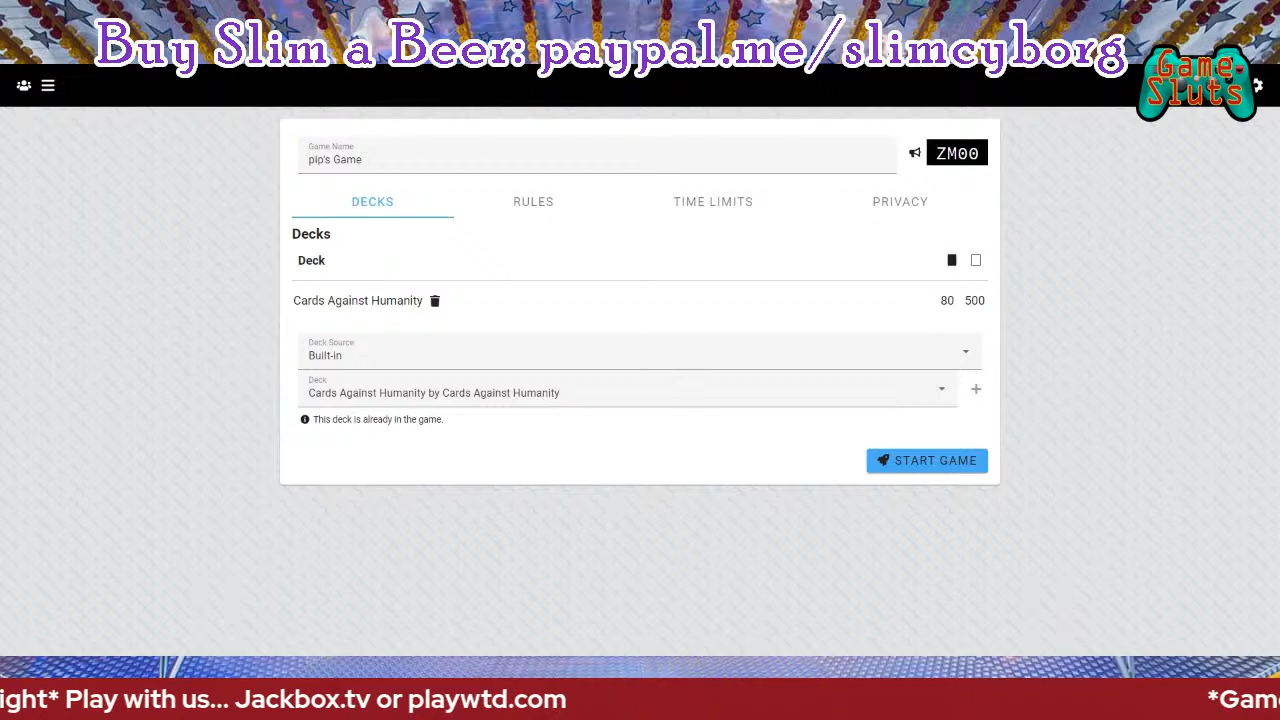 Buy Slim a Beer: paypal.me/slimcyborg
Game-
Sluts
Game Name
pip's Game
ZM00
DECKS RULES TIME LIMITS PRIVACY
Decks
Deck
Cards Against Humanity 80 500
Deck Source
Built-in
Deck
Cards Against Humanity by Cards Against Humanity
This deck is already in the game.
START GAME
ight* Play with us... Jackbox.tv or playwtd.com *Game